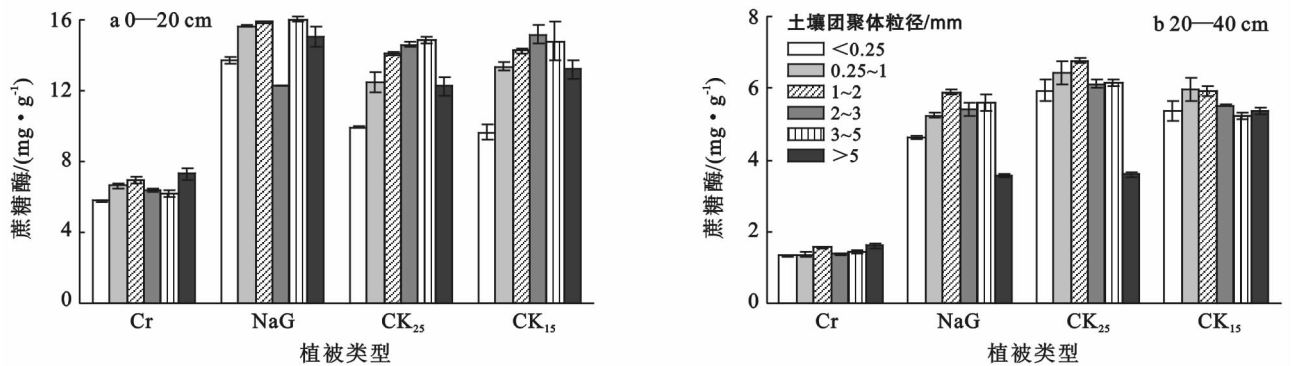 a 0—20 cm
蔗糖酶/(mg·g⁻¹)
16
12
8
4
0
Cr
NaG
CK₂₅
CK₁₅
植被类型
b 20—40 cm
土壤团聚体粒径/mm
<0.25
0.25~1
1~2
2~3
3~5
>5
蔗糖酶/(mg·g⁻¹)
8
6
4
2
0
Cr
NaG
CK₂₅
CK₁₅
植被类型